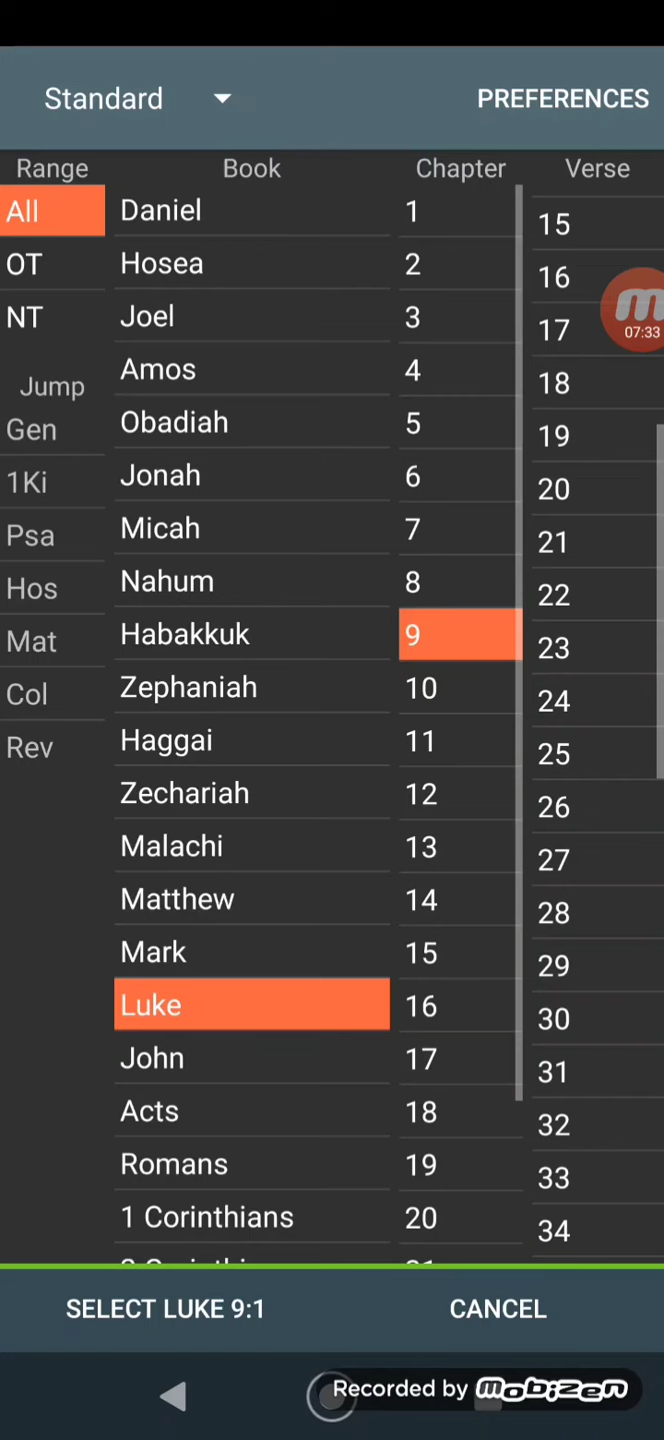 Standard
PREFERENCES
Range Book Chapter Verse
All
OT
NT
Jump
Gen
1Ki
Psa
Hos
Mat
Col
Rev
Daniel
Hosea
Joel
Amos
Obadiah
Jonah
Micah
Nahum
Habakkuk
Zephaniah
Haggai
Zechariah
Malachi
Matthew
Mark
Luke
John
Acts
Romans
1 Corinthians
1
2
3
4
5
6
7
8
9
10
11
12
13
14
15
16
17
18
19
20
15
16
17
18
19
20
21
22
23
24
25
26
27
28
29
30
31
32
33
34
m
07:33
SELECT LUKE 9:1
CANCEL
Recorded by mobizen